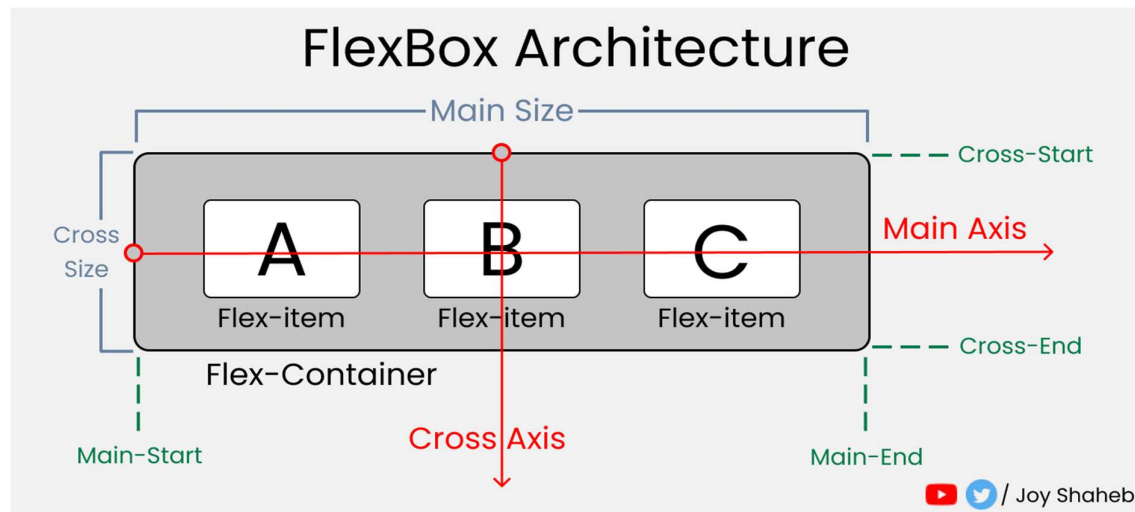 FlexBox Architecture
Main Size
Cross-Start
Cross
Size
A
B
C
Main Axis
Flex-item
Flex-item
Flex-item
Cross-End
Flex-Container
Cross Axis
Main-Start
Main-End
/ Joy Shaheb